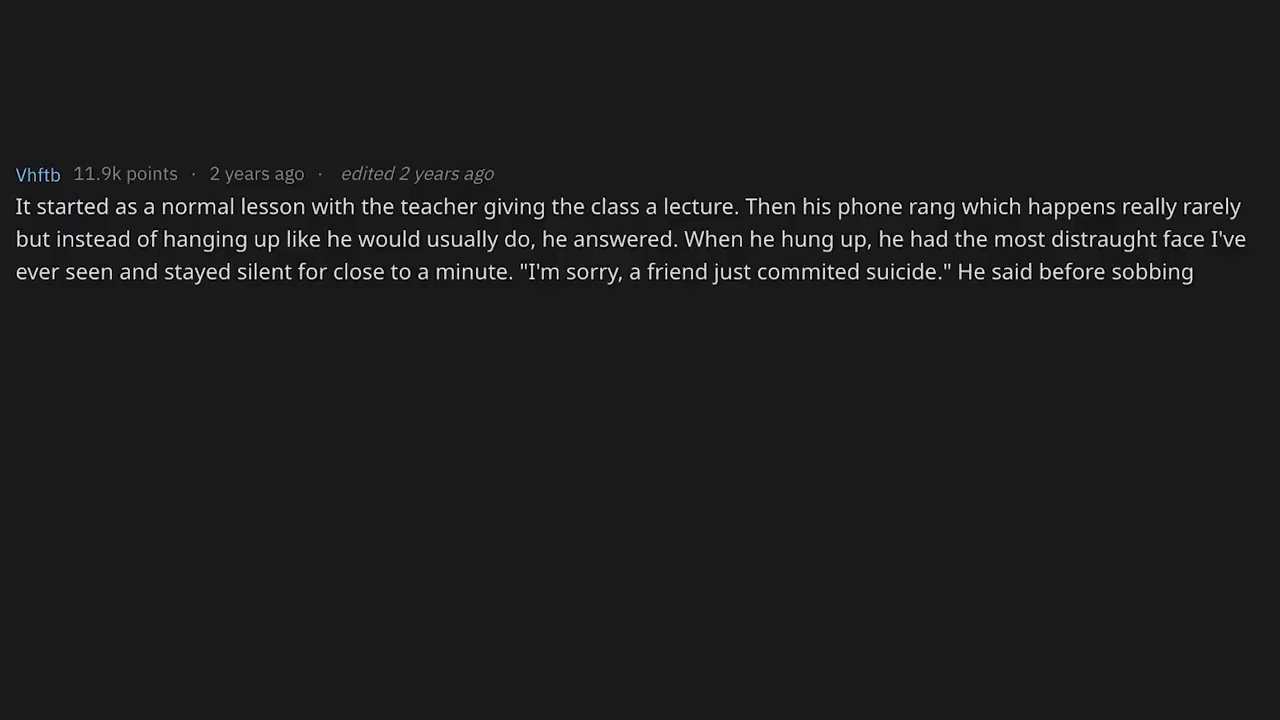 Vhftb 11.9k points · 2 years ago · edited 2 years ago
It started as a normal lesson with the teacher giving the class a lecture. Then his phone rang which happens really rarely
but instead of hanging up like he would usually do, he answered. When he hung up, he had the most distraught face I've
ever seen and stayed silent for close to a minute. "I'm sorry, a friend just commited suicide." He said before sobbing